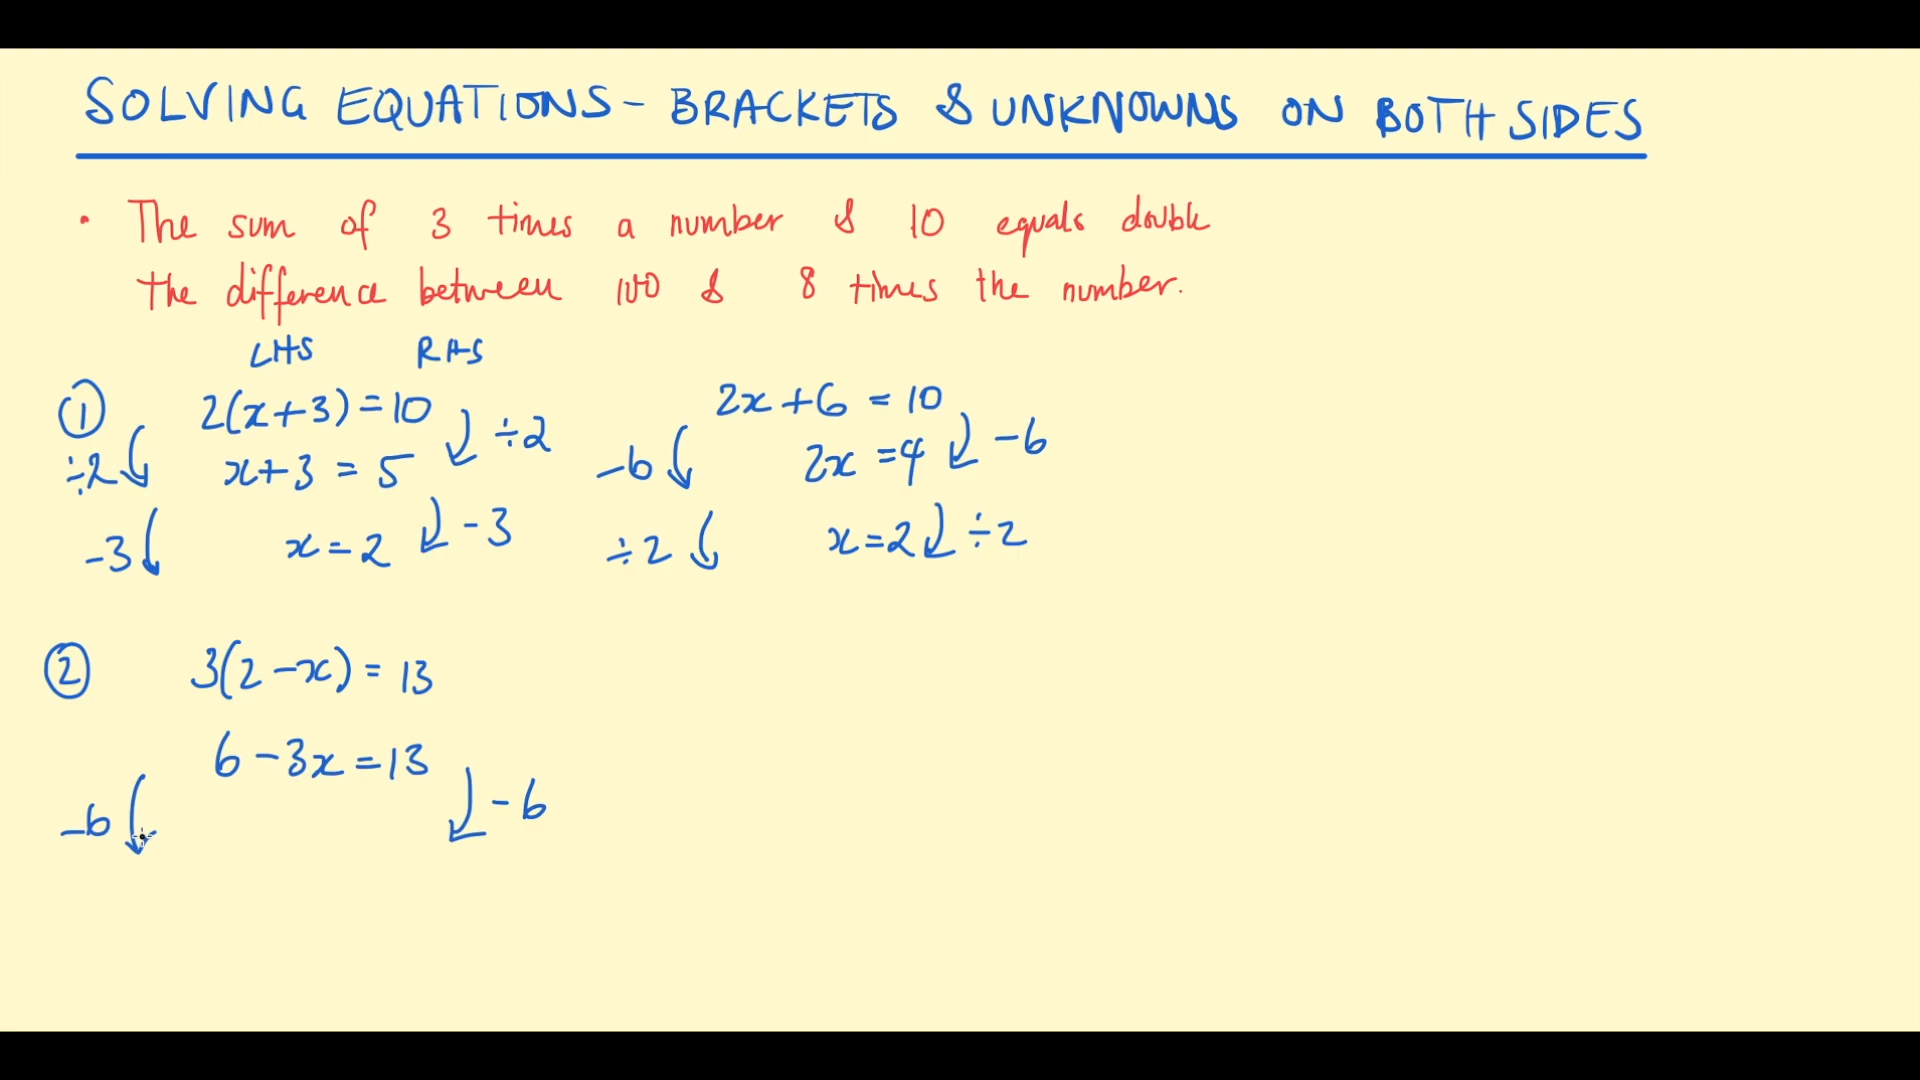 SOLVING EQUATIONS - BRACKETS & UNKNOWNS ON BOTH SIDES
• The sum of 3 times a number & 10 equals double
the difference between 100 & 8 times the number.
LHS RHS
① 2(x+3)=10 ÷2 2x+6=10 -6
÷2 x+3=5 -6 2x=4
-3 x=2 -3 ÷2 x=2 ÷2
② 3(2-x)=13
6-3x=13
-6 -6